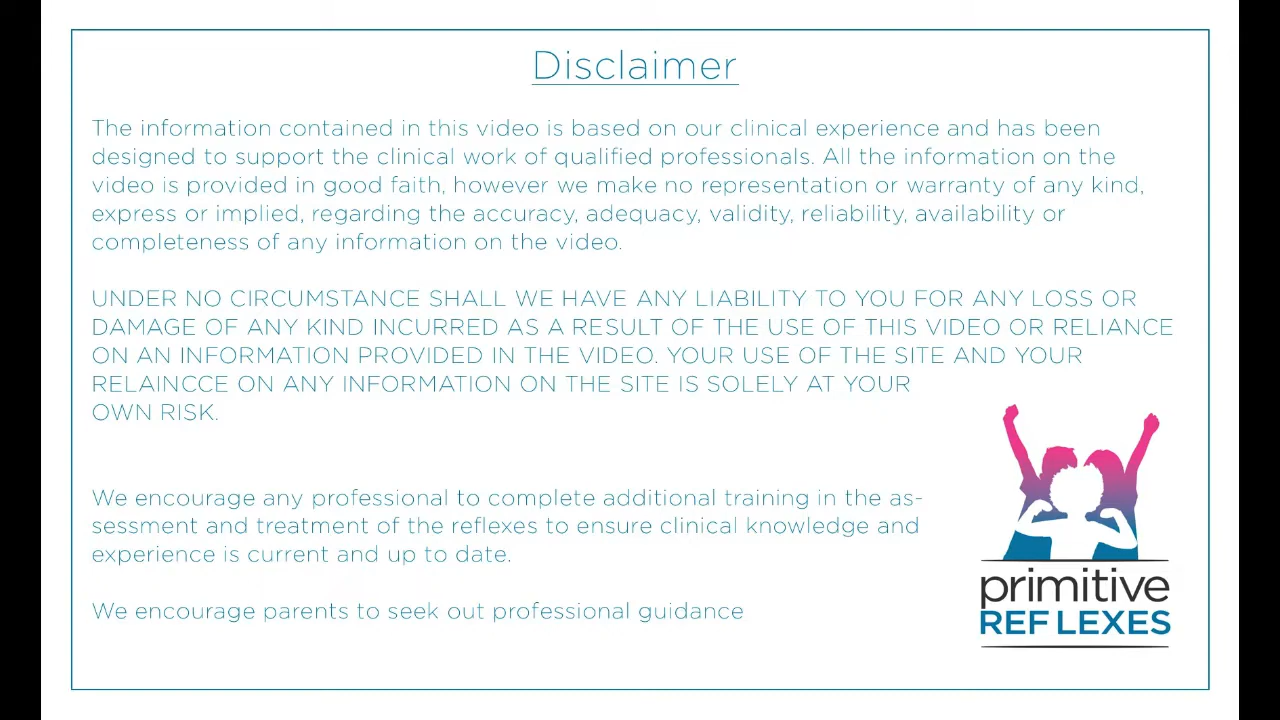 Disclaimer
The information contained in this video is based on our clinical experience and has been
designed to support the clinical work of qualified professionals. All the information on the
video is provided in good faith, however we make no representation or warranty of any kind,
express or implied, regarding the accuracy, adequacy, validity, reliability, availability or
completeness of any information on the video.
UNDER NO CIRCUMSTANCE SHALL WE HAVE ANY LIABILITY TO YOU FOR ANY LOSS OR
DAMAGE OF ANY KIND INCURRED AS A RESULT OF THE USE OF THIS VIDEO OR RELIANCE
ON AN INFORMATION PROVIDED IN THE VIDEO. YOUR USE OF THE SITE AND YOUR
RELAINCCE ON ANY INFORMATION ON THE SITE IS SOLELY AT YOUR
OWN RISK.
We encourage any professional to complete additional training in the as-
sessment and treatment of the reflexes to ensure clinical knowledge and
experience is current and up to date.
We encourage parents to seek out professional guidance
primitive
REFLEXES